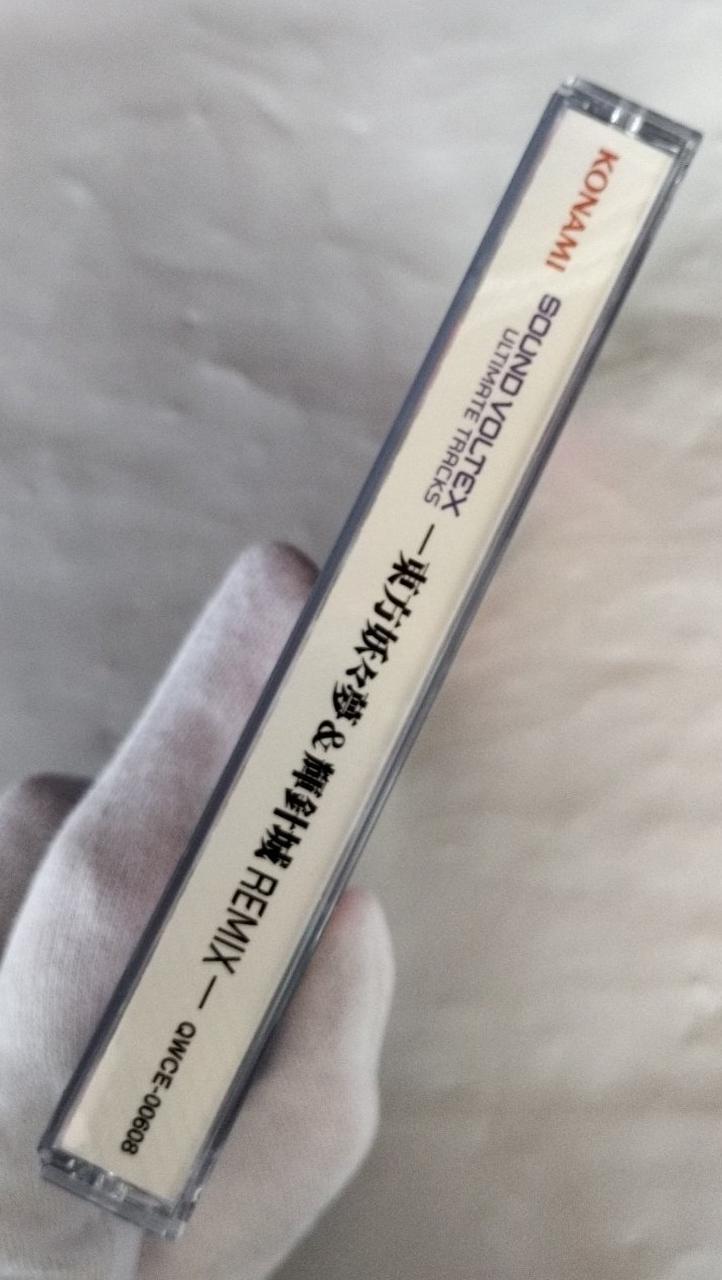 KONAMI
SOUND VOLTEX
ULTIMATE TRACKS
―東方妖々夢&輝針城 REMIX―
QWCE-00608